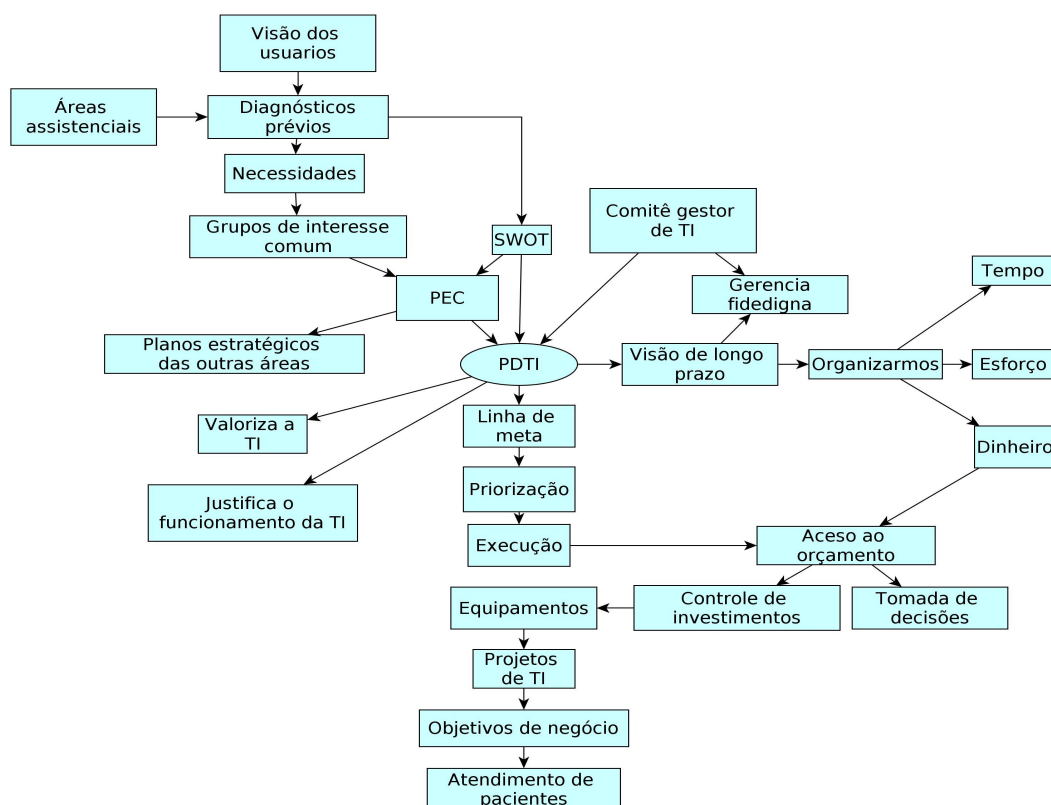 Visão dos
usuarios
Áreas
assistenciais
Diagnósticos
prévios
Necessidades
Grupos de interesse
comum
SWOT
Comitê gestor
de TI
PEC
Gerencia
fidedigna
Tempo
Planos estratégicos
das outras áreas
PDTI
Visão de longo
prazo
Organizarmos
Esforço
Valoriza a
TI
Linha de
meta
Dinheiro
Justifica o
funcionamento da TI
Priorização
Execução
Aceso ao
orçamento
Equipamentos
Controle de
investimentos
Tomada de
decisões
Projetos
de TI
Objetivos de negócio
Atendimento de
pacientes